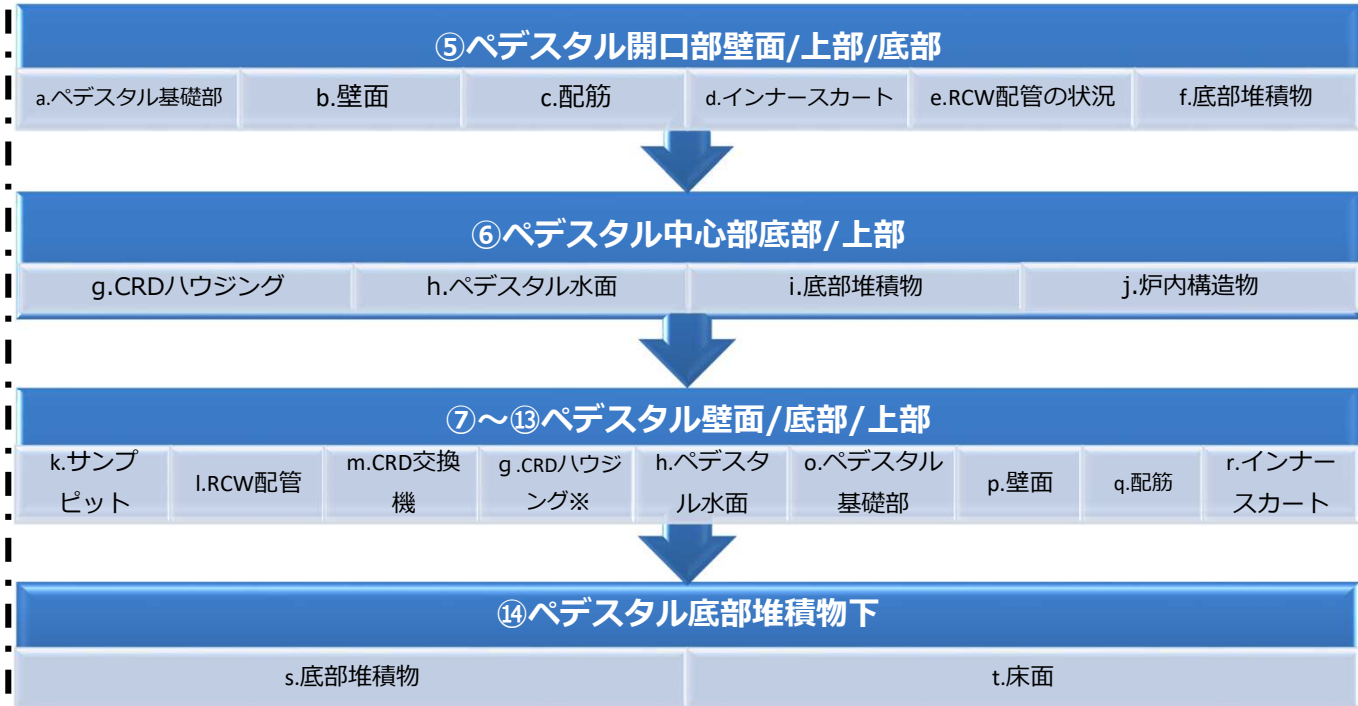 ⑤ペデスタル開口部壁面/上部/底部
a.ペデスタル基礎部
b.壁面
c.配筋
d.インナースカート
e.RCW配管の状況
f.底部堆積物
⑥ペデスタル中心部底部/上部
g.CRDハウジング
h.ペデスタル水面
i.底部堆積物
j.炉内構造物
⑦～⑬ペデスタル壁面/底部/上部
k.サンプ
ピット
l.RCW配管
m.CRD交換
機
g .CRDハウジ
ング※
h.ペデスタ
ル水面
o.ペデスタル
基礎部
p.壁面
q.配筋
r.インナー
スカート
⑭ペデスタル底部堆積物下
s.底部堆積物
t.床面